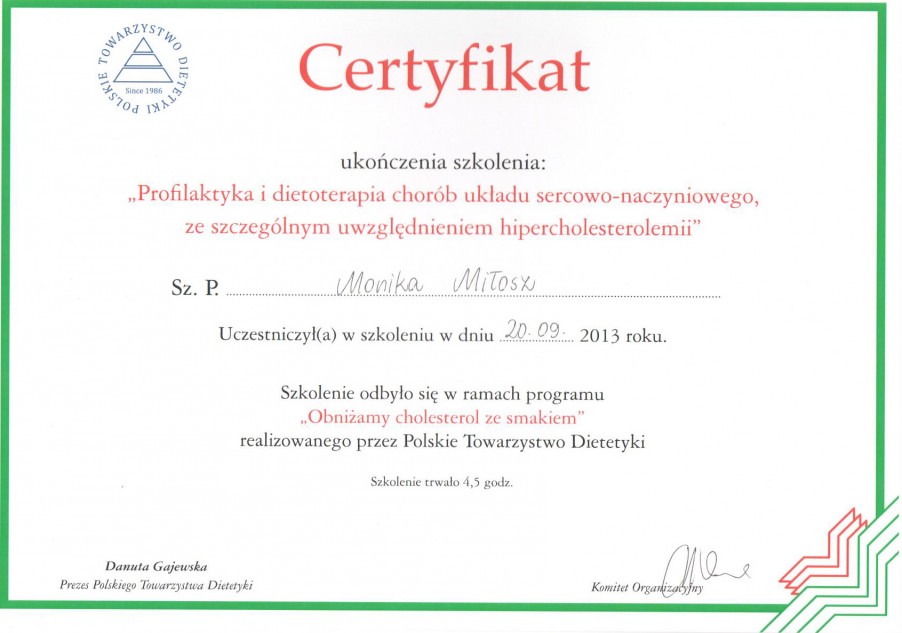 POLSKIE TOWARZYSTWO DIETETYKI
Since 1986
Certyfikat
ukończenia szkolenia:
„Profilaktyka i dietoterapia chorób układu sercowo-naczyniowego,
ze szczególnym uwzględnieniem hipercholesterolemii”
Sz. P. Monika Miłosz
Uczestniczył(a) w szkoleniu w dniu 20.09. 2013 roku.
Szkolenie odbyło się w ramach programu
„Obniżamy cholesterol ze smakiem”
realizowanego przez Polskie Towarzystwo Dietetyki
Szkolenie trwało 4,5 godz.
Danuta Gajewska
Prezes Polskiego Towarzystwa Dietetyki
Komitet Organizacyjny